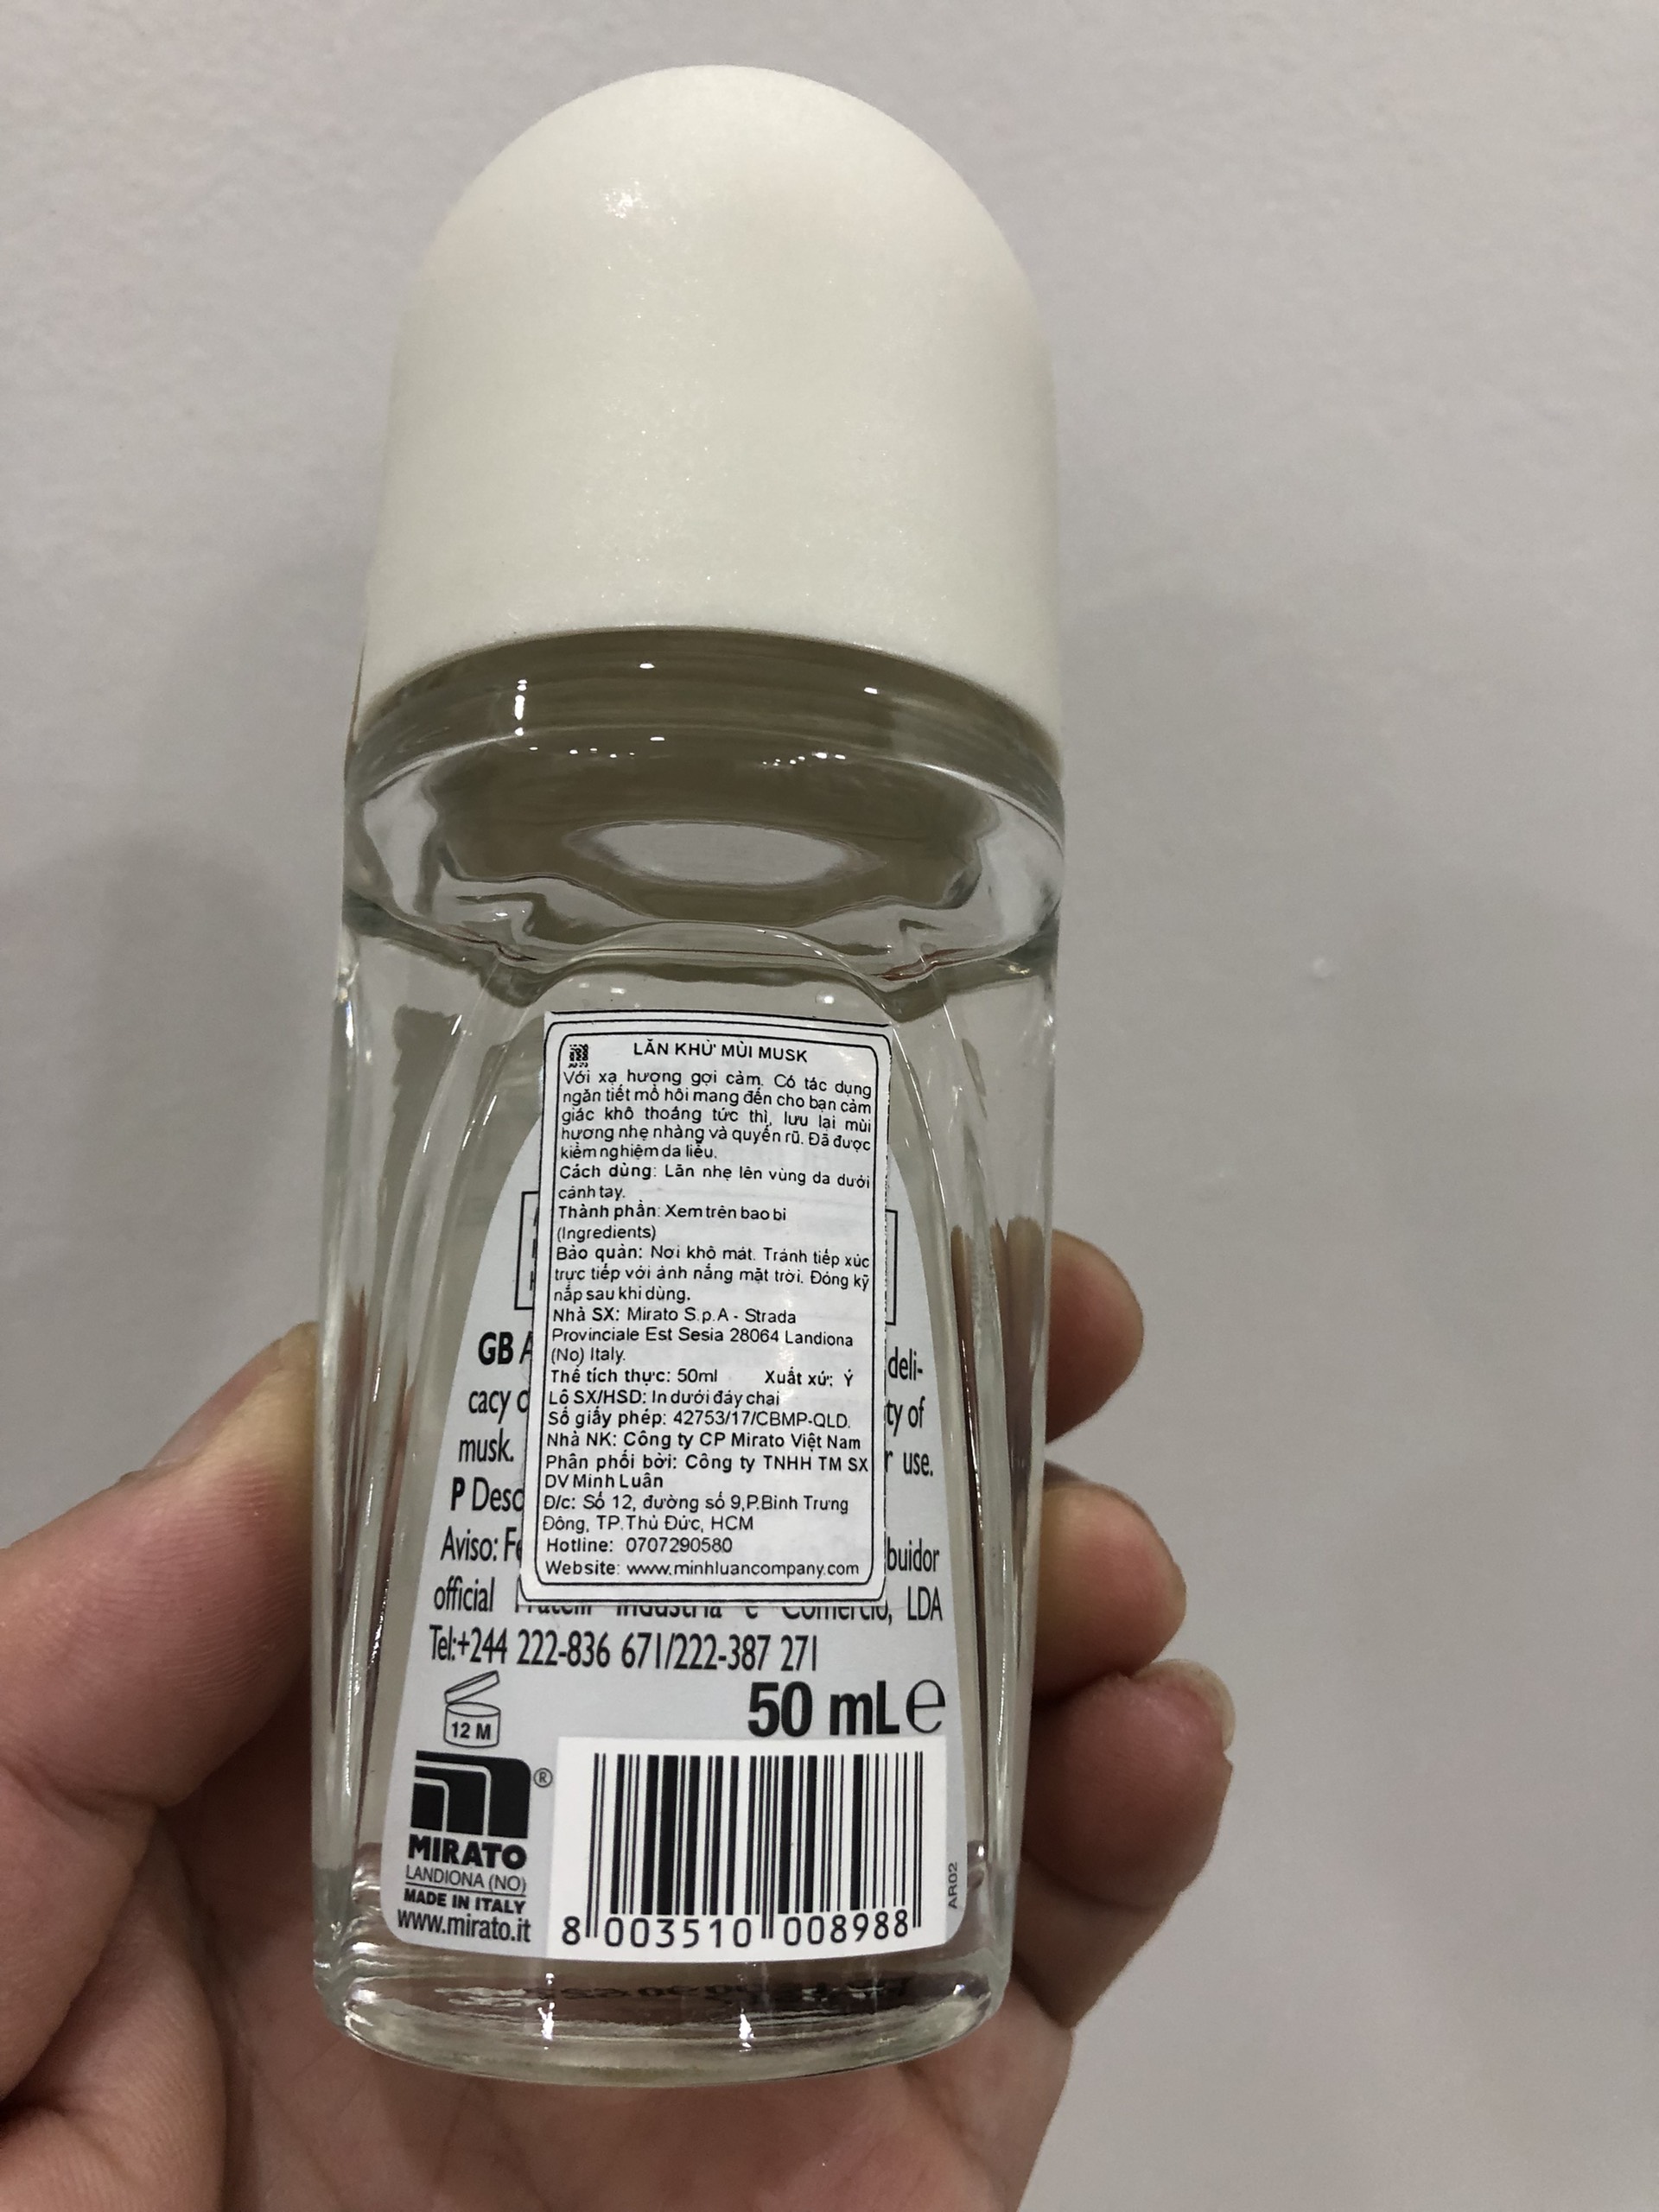 LĂN KHỬ MÙI MUSK
Với xạ hương gợi cảm. Có tác dụng
ngăn tiết mồ hôi mang đến cho bạn cảm
giác khô thoáng tức thì, lưu lại mùi
hương nhẹ nhàng và quyến rũ. Đã được
kiểm nghiệm da liễu.
Cách dùng: Lăn nhẹ lên vùng da dưới
cánh tay.
Thành phần: Xem trên bao bì
(Ingredients)
Bảo quản: Nơi khô mát. Tránh tiếp xúc
trực tiếp với ánh nắng mặt trời. Đóng kỹ
nắp sau khi dùng.
Nhà SX: Mirato S.p.A - Strada
Provinciale Est Sesia 28064 Landiona
(No) Italy.
Thể tích thực: 50ml Xuất xứ: Ý
Lô SX/HSD: In dưới đáy chai
Số giấy phép: 42753/17/CBMP-QLD.
Nhà NK: Công ty CP Mirato Việt Nam
Phân phối bởi: Công ty TNHH TM SX
DV Minh Luân
Đ/c: Số 12, đường số 9,P.Bình Trưng
Đông, TP.Thủ Đức, HCM
Hotline: 0707290580
Website: www.minhluancompany.com
GB A deli-
cacy ty of
musk. use.
P Desc
Aviso: buidor
official Industria e Comercio, LDA
Tel:+244 222-836 671/222-387 271
50 mL e
12 M
MIRATO ®
LANDIONA (NO)
MADE IN ITALY
www.mirato.it
8 003510 008988
AR02